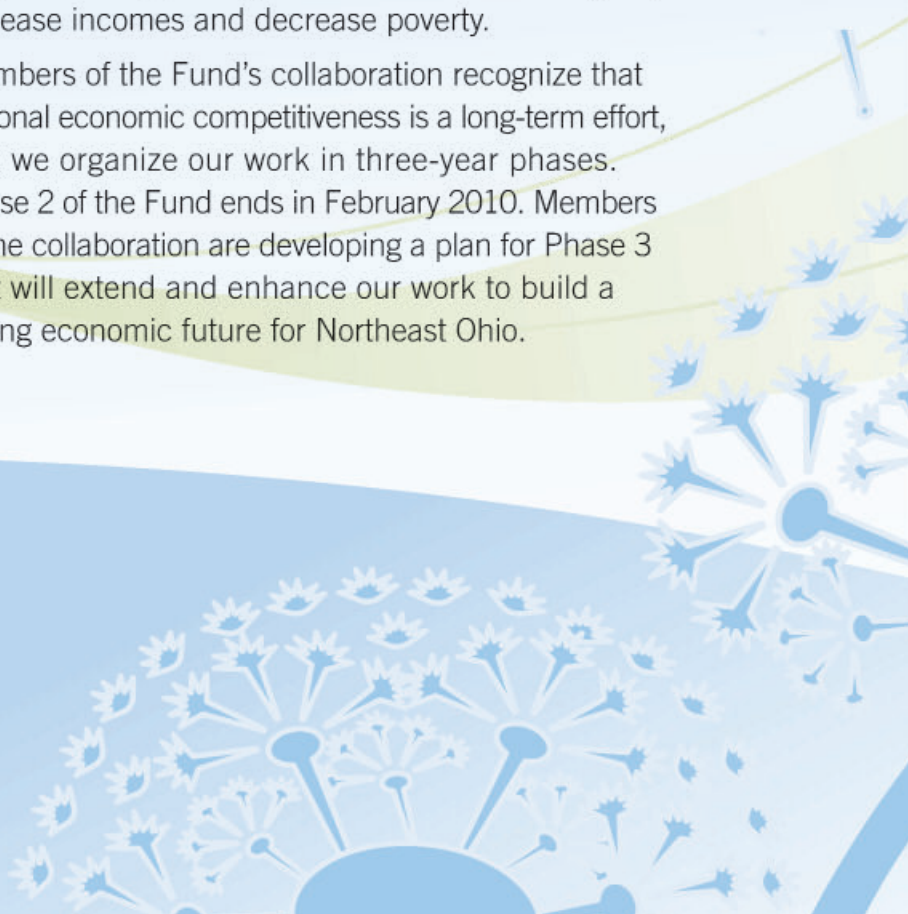 ease incomes and decrease poverty.
mbers of the Fund's collaboration recognize that
onal economic competitiveness is a long-term effort,
we organize our work in three-year phases.
se 2 of the Fund ends in February 2010. Members
he collaboration are developing a plan for Phase 3
t will extend and enhance our work to build a
ng economic future for Northeast Ohio.